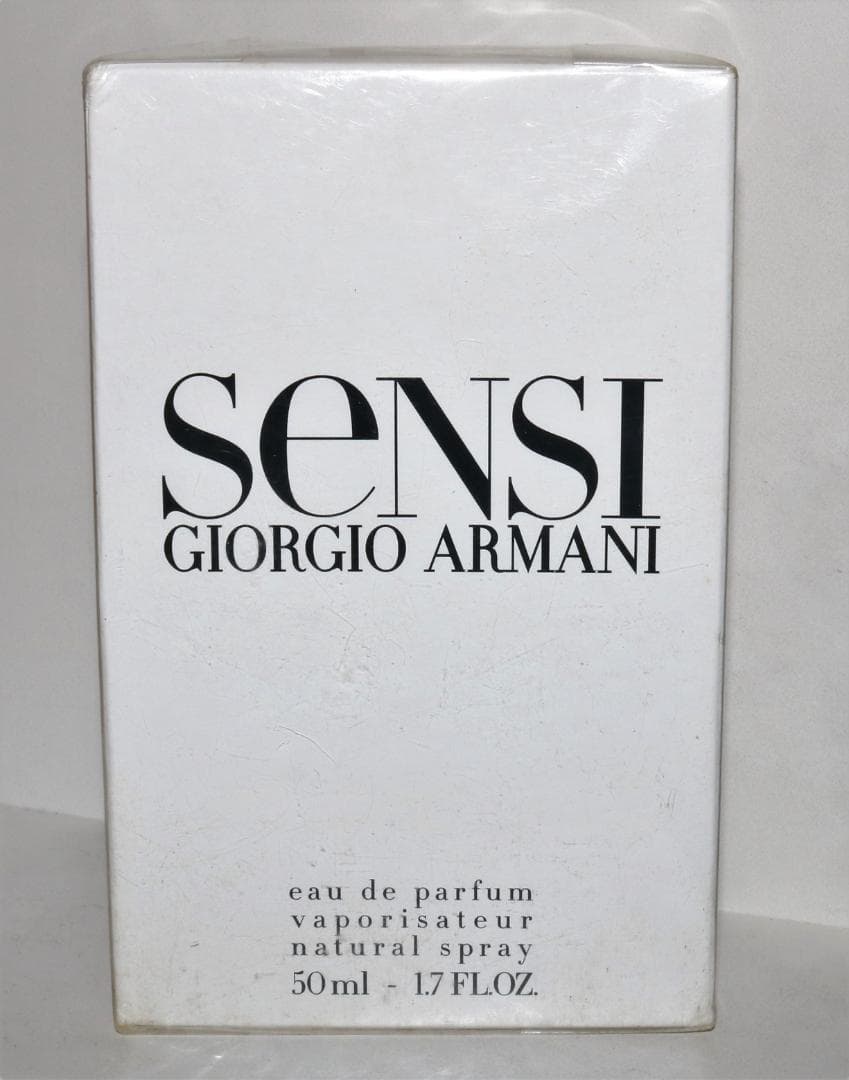 SeNSI
GIORGIO ARMANI
eau de parfum
vaporisateur
natural spray
50ml - 1.7 FL.OZ.